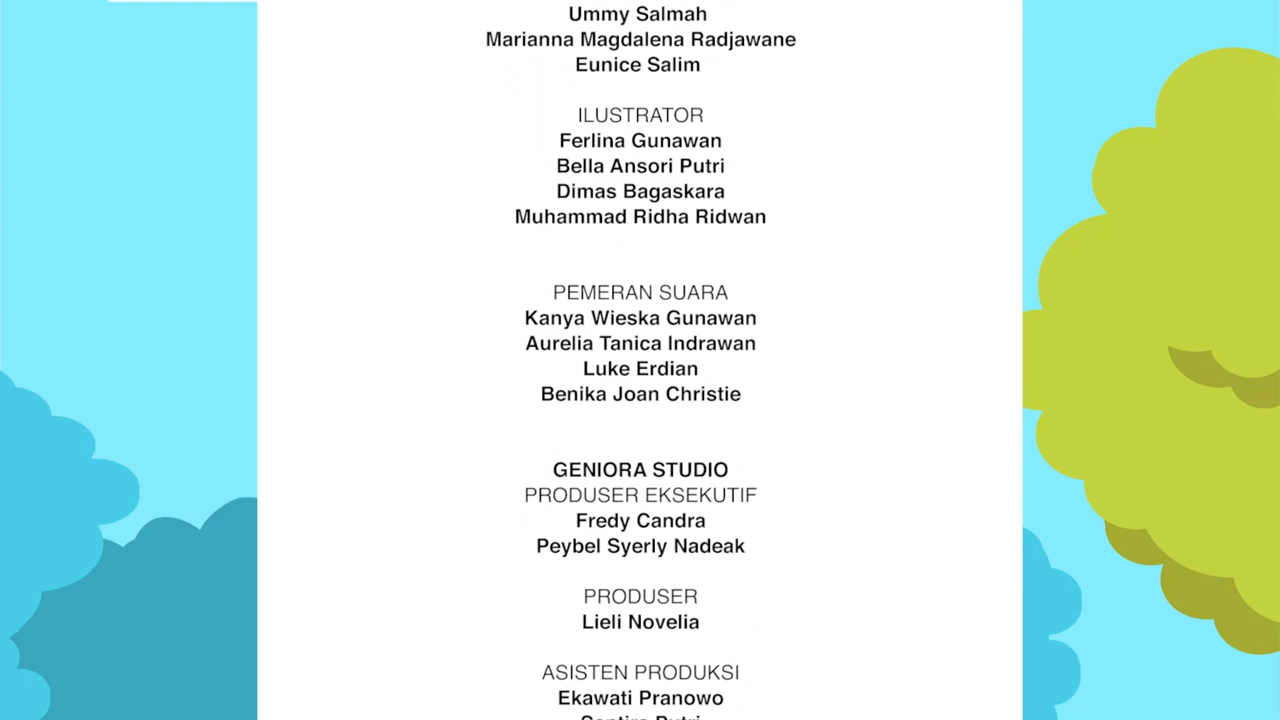 Ummy Salmah
Marianna Magdalena Radjawane
Eunice Salim
ILUSTRATOR
Ferlina Gunawan
Bella Ansori Putri
Dimas Bagaskara
Muhammad Ridha Ridwan
PEMERAN SUARA
Kanya Wieska Gunawan
Aurelia Tanica Indrawan
Luke Erdian
Benika Joan Christie
GENIORA STUDIO
PRODUSER EKSEKUTIF
Fredy Candra
Peybel Syerly Nadeak
PRODUSER
Lieli Novelia
ASISTEN PRODUKSI
Ekawati Pranowo